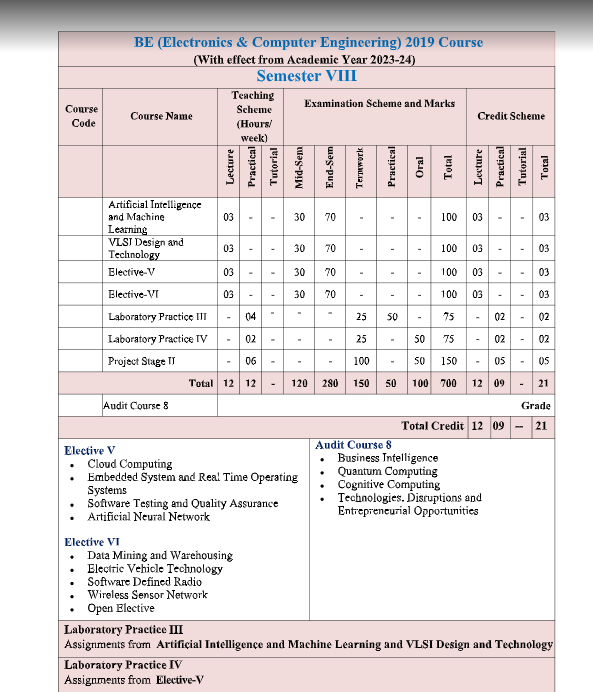 BE (Electronics & Computer Engineering) 2019 Course
(With effect from Academic Year 2023-24)
Semester VIII
Course Code Course Name Teaching Scheme (Hours/ week) Examination Scheme and Marks Credit Scheme
Lecture Practical Tutorial Mid-Sem End-Sem Termwork Practical Oral Total Lecture Practical Tutorial Total
Artificial Intelligence and Machine Learning 03 - - 30 70 - - - 100 03 - - 03
VLSI Design and Technology 03 - - 30 70 - - - 100 03 - - 03
Elective-V 03 - - 30 70 - - - 100 03 - - 03
Elective-VI 03 - - 30 70 - - - 100 03 - - 03
Laboratory Practice III - 04 - - - 25 50 - 75 - 02 - 02
Laboratory Practice IV - 02 - - - 25 - 50 75 - 02 - 02
Project Stage II - 06 - - - 100 - 50 150 - 05 - 05
Total 12 12 - 120 280 150 50 100 700 12 09 - 21
Audit Course 8 Grade
Total Credit 12 09 -- 21
Elective V
• Cloud Computing
• Embedded System and Real Time Operating
Systems
• Software Testing and Quality Assurance
• Artificial Neural Network
Elective VI
• Data Mining and Warehousing
• Electric Vehicle Technology
• Software Defined Radio
• Wireless Sensor Network
• Open Elective
Audit Course 8
• Business Intelligence
• Quantum Computing
• Cognitive Computing
• Technologies. Disruptions and
Entrepreneurial Opportunities
Laboratory Practice III
Assignments from Artificial Intelligence and Machine Learning and VLSI Design and Technology
Laboratory Practice IV
Assignments from Elective-V